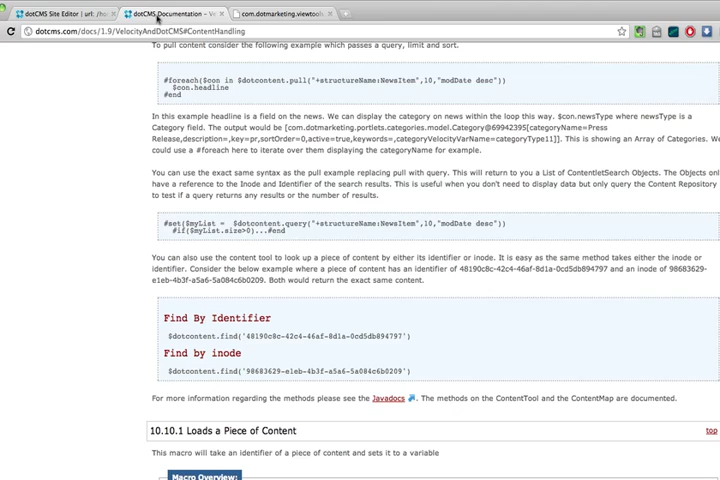 dotCMS Site Editor | url: /ho
dotCMS Documentation – V
com.dotmarketing.viewtool
dotcms.com/docs/1.9/VelocityAndDotCMS#ContentHandling
To pull content consider the following example which passes a query, limit and sort.
#foreach($con in $dotcontent.pull("+structureName:NewsItem",10,"modDate desc"))
$con.headline
#end
In this example headline is a field on the news. We can display the category on news within the loop this way. $con.newsType where newsType is a
Category field. The output would be [com.dotmarketing.portlets.categories.model.Category@69942395[categoryName=Press
Release,description=,key=pr,sortOrder=0,active=true,keywords=,categoryVelocityVarName=categoryType11]]. This is showing an Array of Categories. We
could use a #foreach here to iterate over them displaying the categoryName for example.
You can use the exact same syntax as the pull example replacing pull with query. This will return to you a List of ContentletSearch Objects. The Objects onl
have a reference to the Inode and Identifier of the search results. This is useful when you don't need to display data but only query the Content Repository
to test if a query returns any results or the number of results.
#set($myList = $dotcontent.query("+structureName:NewsItem",10,"modDate desc"))
#if($myList.size>0)...#end
You can also use the content tool to look up a piece of content by either its identifier or inode. It is easy as the same method takes either the inode or
identifier. Consider the below example where a piece of content has an identifier of 48190c8c-42c4-46af-8d1a-0cd5db894797 and an inode of 98683629-
e1eb-4b3f-a5a6-5a084c6b0209. Both would return the exact same content.
Find By Identifier
$dotcontent.find('48190c8c-42c4-46af-8d1a-0cd5db894797')
Find by inode
$dotcontent.find('98683629-e1eb-4b3f-a5a6-5a084c6b0209')
For more information regarding the methods please see the Javadocs . The methods on the ContentTool and the ContentMap are documented.
10.10.1 Loads a Piece of Content
top
This macro will take an identifier of a piece of content and sets it to a variable
Macro Overview: